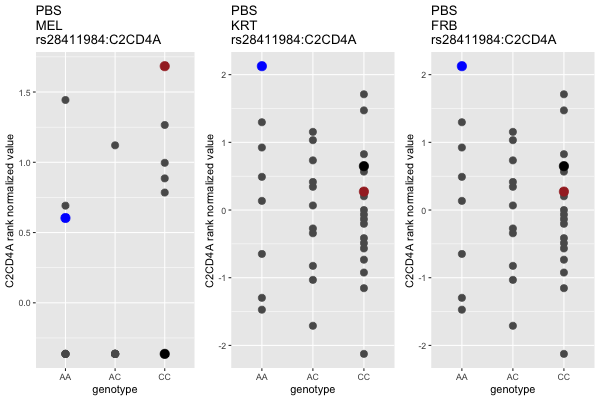 PBS
MEL
rs28411984:C2CD4A
C2CD4A rank normalized value
1.5
1.0
0.5
0.0
AA
AC
CC
genotype
PBS
KRT
rs28411984:C2CD4A
C2CD4A rank normalized value
2
1
0
-1
-2
AA
AC
CC
genotype
PBS
FRB
rs28411984:C2CD4A
C2CD4A rank normalized value
2
1
0
-1
-2
AA
AC
CC
genotype